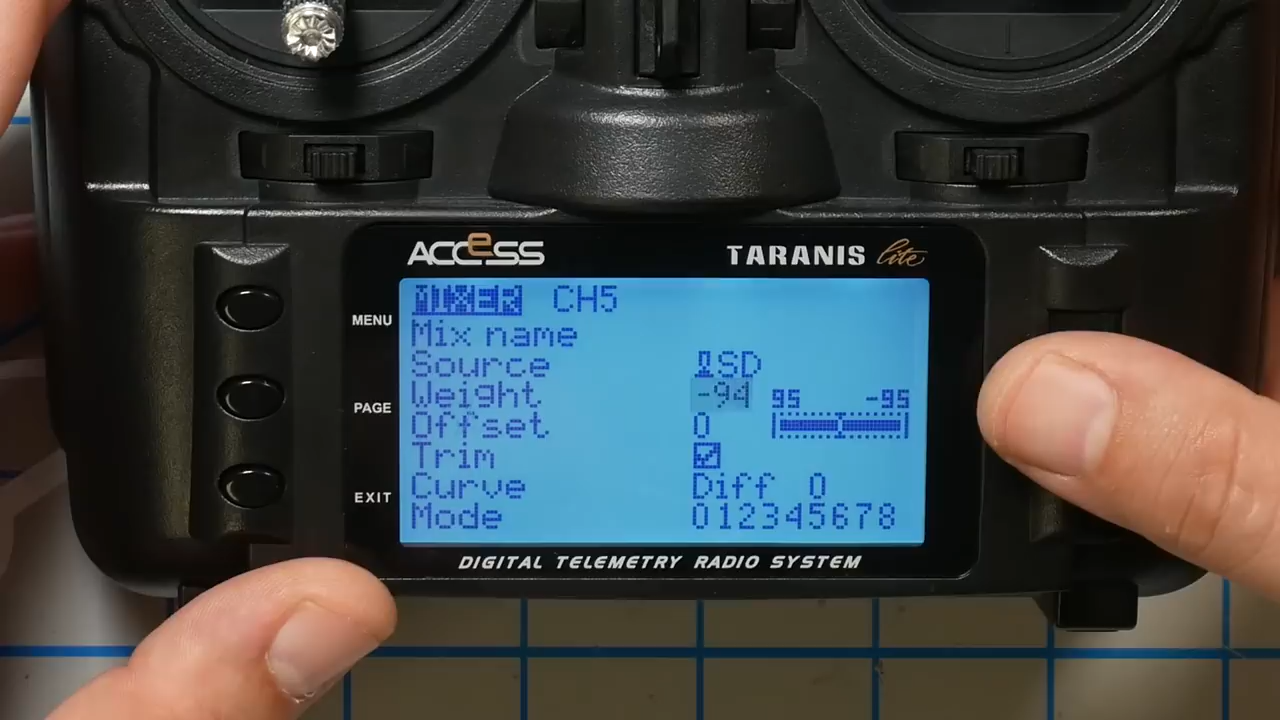 ACCESS
TARANIS lite
MENU
PAGE
EXIT
MIXER CH5
Mix name
Source SD
Weight -94
95 -95
Offset 0
Trim
Curve Diff 0
Mode 012345678
DIGITAL TELEMETRY RADIO SYSTEM